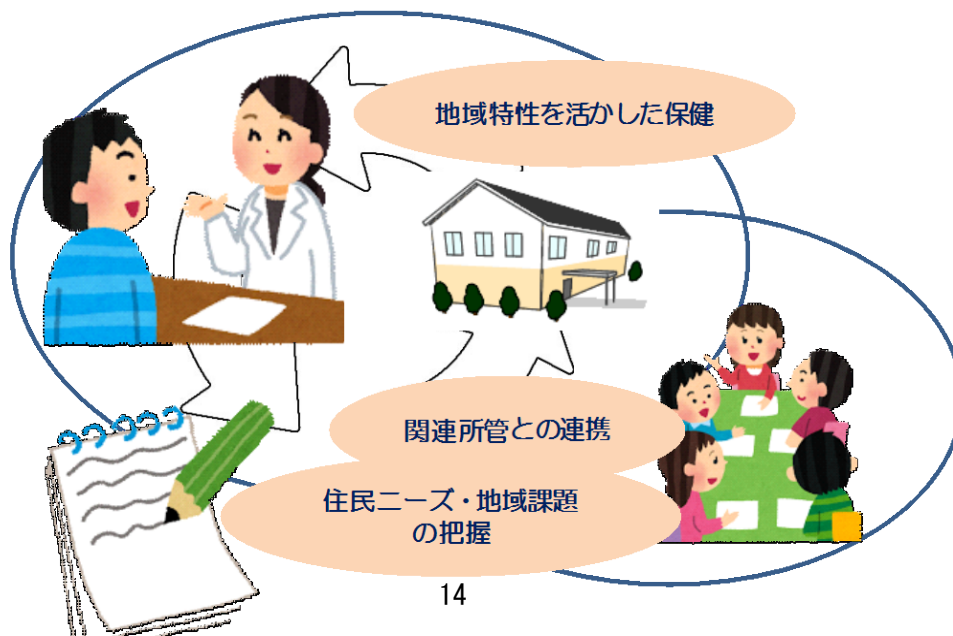 地域特性を活かした保健
関連所管との連携
住民ニーズ・地域課題
の把握
14